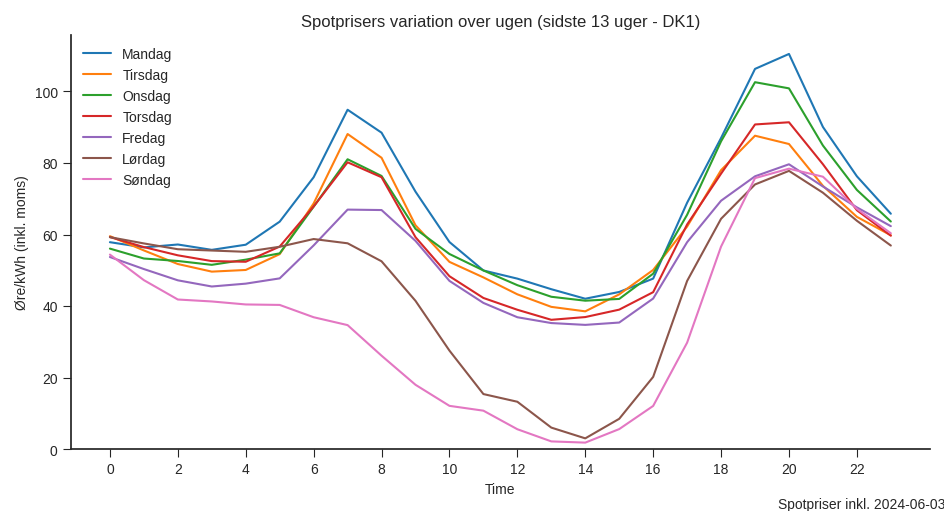 Spotprisers variation over ugen (sidste 13 uger - DK1)
Mandag
Tirsdag
Onsdag
Torsdag
Fredag
Lørdag
Søndag
Øre/kWh (inkl. moms)
100
80
60
40
20
0
0 2 4 6 8 10 12 14 16 18 20 22
Time
Spotpriser inkl. 2024-06-03